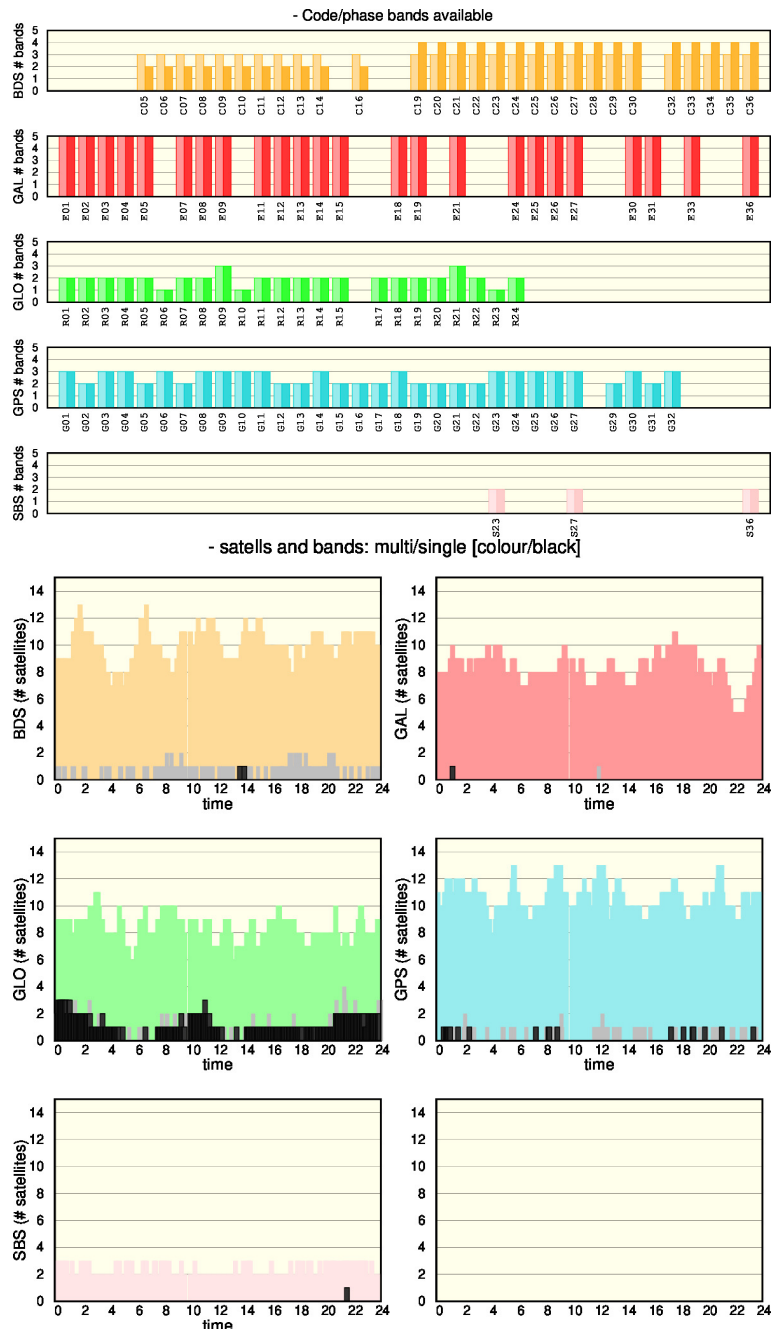 - Code/phase bands available
BDS # bands
5
4
3
2
1
0
C05 C06 C07 C08 C09 C10 C11 C12 C13 C14 C16 C19 C20 C21 C22 C23 C24 C25 C26 C27 C28 C29 C30 C32 C33 C34 C35 C36
GAL # bands
5
4
3
2
1
0
E01 E02 E03 E04 E05 E07 E08 E09 E11 E12 E13 E14 E15 E18 E19 E21 E24 E25 E26 E27 E30 E31 E33 E36
GLO # bands
5
4
3
2
1
0
R01 R02 R03 R04 R05 R06 R07 R08 R09 R10 R11 R12 R13 R14 R15 R17 R18 R19 R20 R21 R22 R23 R24
GPS # bands
5
4
3
2
1
0
G01 G02 G03 G04 G05 G06 G07 G08 G09 G10 G11 G12 G13 G14 G15 G16 G17 G18 G19 G20 G21 G22 G23 G24 G25 G26 G27 G29 G30 G31 G32
SBS # bands
5
4
3
2
1
0
S23 S27 S36
- satells and bands: multi/single [colour/black]
BDS (# satellites)
14
12
10
8
6
4
2
0
0 2 4 6 8 10 12 14 16 18 20 22 24
time
GAL (# satellites)
14
12
10
8
6
4
2
0
0 2 4 6 8 10 12 14 16 18 20 22 24
time
GLO (# satellites)
14
12
10
8
6
4
2
0
0 2 4 6 8 10 12 14 16 18 20 22 24
time
GPS (# satellites)
14
12
10
8
6
4
2
0
0 2 4 6 8 10 12 14 16 18 20 22 24
time
SBS (# satellites)
14
12
10
8
6
4
2
0
0 2 4 6 8 10 12 14 16 18 20 22 24
time
14
12
10
8
6
4
2
0
0 2 4 6 8 10 12 14 16 18 20 22 24